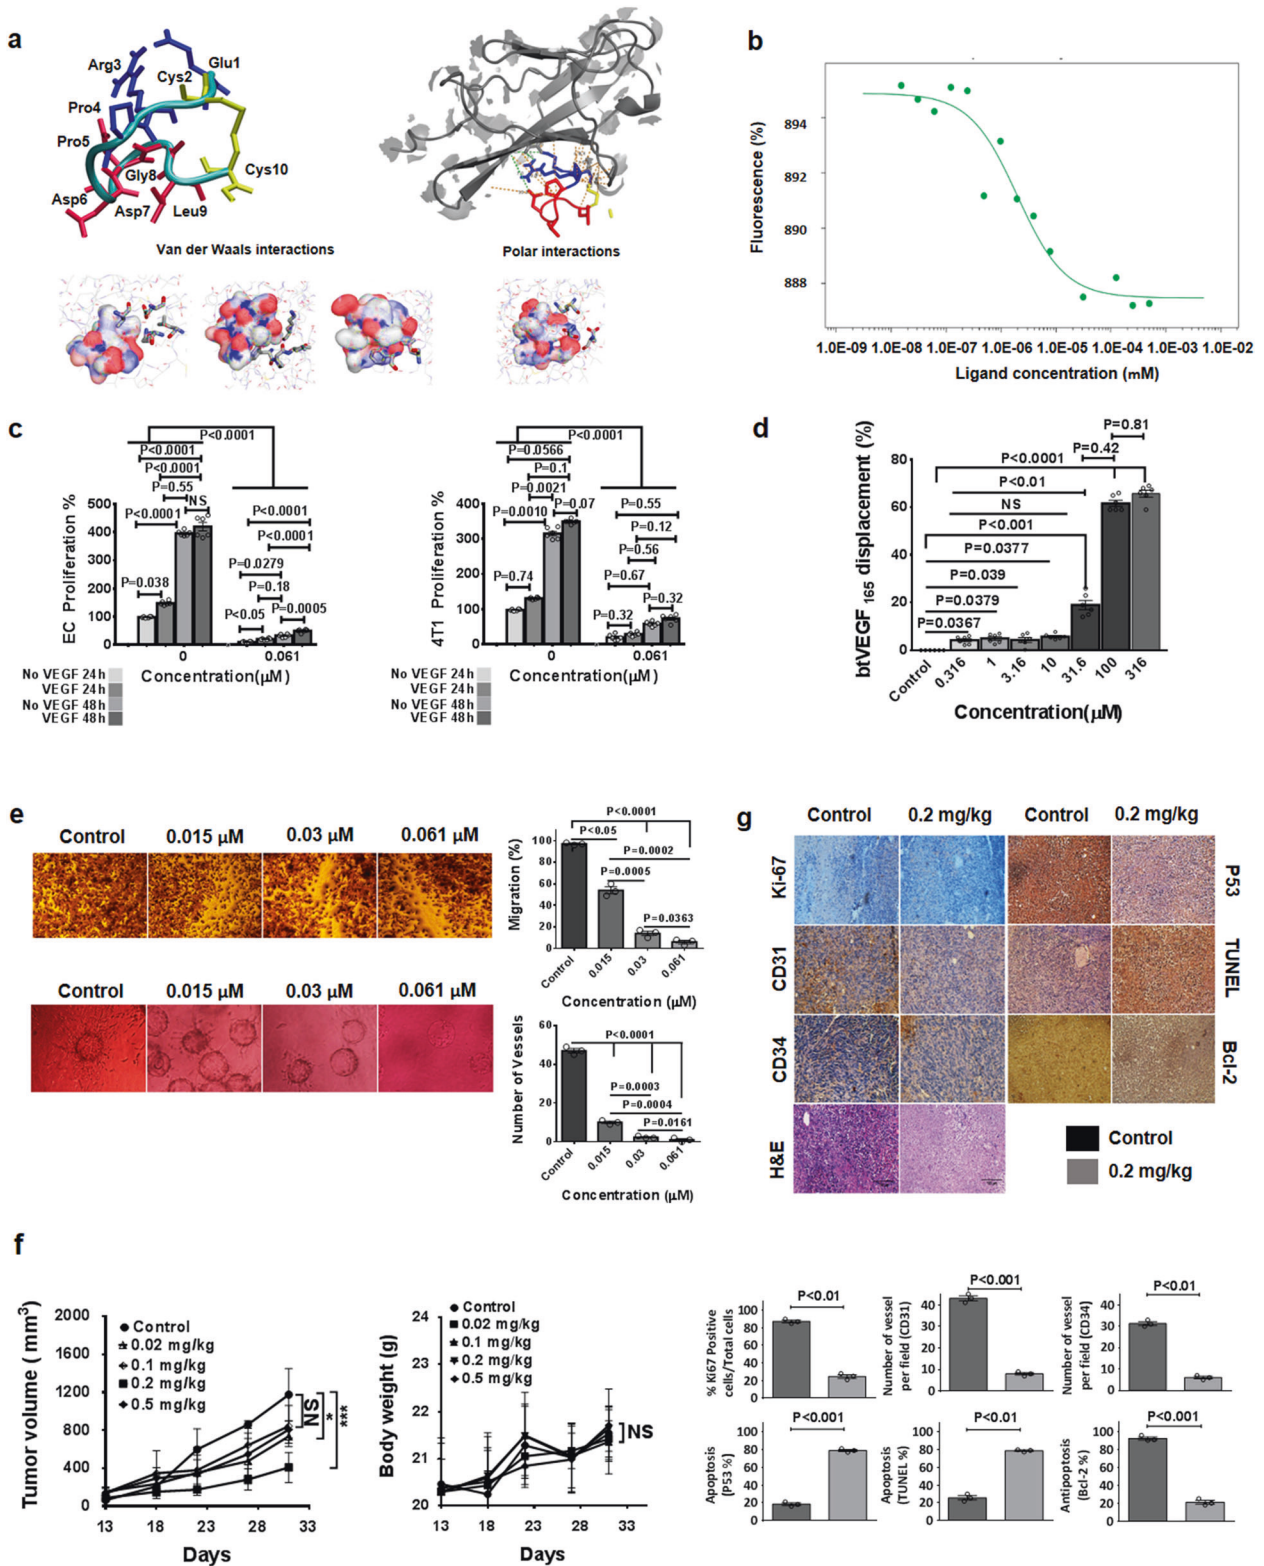 a
Arg3
Glu1
Cys2
Pro4
Pro5
Cys10
Gly8
Asp6
Asp7
Leu9
Van der Waals interactions
Polar interactions
b
Fluorescence (%)
894
892
890
888
1.0E-09 1.0E-08 1.0E-07 1.0E-06 1.0E-05 1.0E-04 1.0E-03 1.0E-02
Ligand concentration (mM)
c
P<0.0001
P<0.0001
P<0.0001
P=0.55
NS
P<0.0001
P=0.038
P<0.0001
P<0.0001
P=0.0279
P=0.18
P<0.05
P=0.0005
EC Proliferation %
500
400
300
200
100
0
0
0.061
Concentration(μM)
No VEGF 24h
VEGF 24h
No VEGF 48h
VEGF 48h
P<0.0001
P=0.0566
P=0.1
P=0.0021
P=0.07
P=0.0010
P=0.74
P=0.55
P=0.12
P=0.56
P=0.67
P=0.32
P=0.32
4T1 Proliferation %
400
300
200
100
0
0
0.061
Concentration(μM)
No VEGF 24h
VEGF 24h
No VEGF 48h
VEGF 48h
d
P=0.81
P=0.42
P<0.0001
P<0.01
NS
P<0.001
P=0.0377
P=0.039
P=0.0379
P=0.0367
btVEGF 165 displacement (%)
80
60
40
20
0
Control
0.316
1
3.16
10
31.6
100
316
Concentration(μM)
e
Control
0.015 μM
0.03 μM
0.061 μM
P<0.0001
P<0.05
P=0.0002
P=0.0005
P=0.0363
Migration (%)
100
80
60
40
20
0
Control
0.015
0.03
0.061
Concentration (μM)
Control
0.015 μM
0.03 μM
0.061 μM
P<0.0001
P=0.0003
P=0.0004
P=0.0161
Number of Vessels
60
40
20
0
Control
0.015
0.03
0.061
Concentration (μM)
g
Control
0.2 mg/kg
Control
0.2 mg/kg
Ki-67
P53
CD31
TUNEL
CD34
Bcl-2
H&E
Control
0.2 mg/kg
f
Tumor volume ( mm3)
2000
1600
1200
800
400
0
13 18 23 28 33
Days
Control
0.02 mg/kg
0.1 mg/kg
0.2 mg/kg
0.5 mg/kg
NS
*
***
Body weight (g)
24
23
22
21
20
13 18 23 28 33
Days
Control
0.02 mg/kg
0.1 mg/kg
0.2 mg/kg
0.5 mg/kg
NS
P<0.01
% Ki67 Positive
cells/Total cells
100
80
60
40
20
0
P<0.001
Number of vessel
per field (CD31)
40
30
20
10
0
P<0.01
Number of vessel
per field (CD34)
40
30
20
10
0
P<0.001
Apoptosis
(P53 %)
100
80
60
40
20
0
P<0.01
Apoptosis
(TUNEL %)
100
80
60
40
20
0
P<0.001
Antipoptosis
(Bcl-2 %)
100
80
60
40
20
0